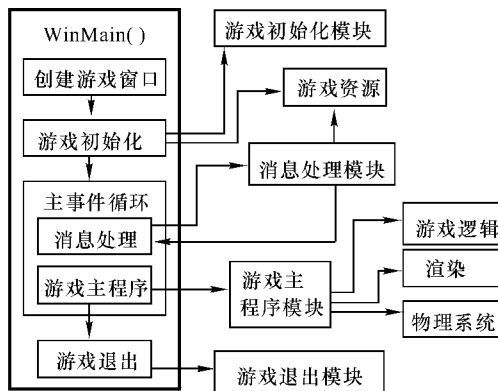 WinMain( )
创建游戏窗口
游戏初始化
主事件循环
消息处理
游戏主程序
游戏退出
游戏初始化模块
游戏资源
消息处理模块
游戏主
程序模块
游戏逻辑
渲染
物理系统
游戏退出模块